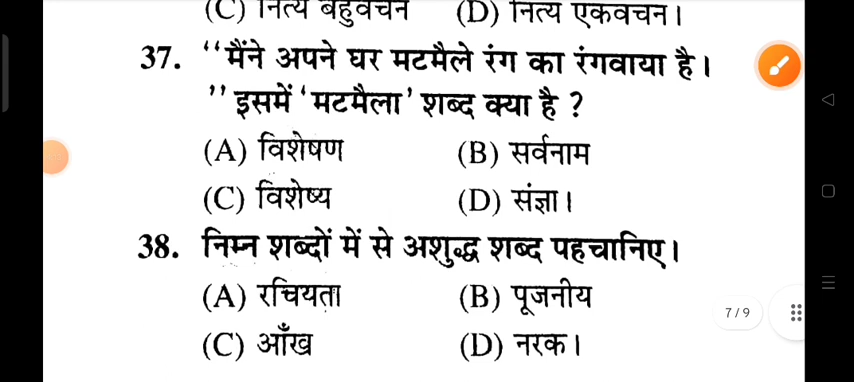 (C) नित्य बहुवचन (D) नित्य एकवचन।
37. ‘‘मैंने अपने घर मटमैले रंग का रंगवाया है।
’’ इसमें ‘मटमैला’ शब्द क्या है ?
(A) विशेषण (B) सर्वनाम
(C) विशेष्य (D) संज्ञा।
38. निम्न शब्दों में से अशुद्ध शब्द पहचानिए।
(A) रचियता (B) पूजनीय
7/9
(C) आँख (D) नरक।